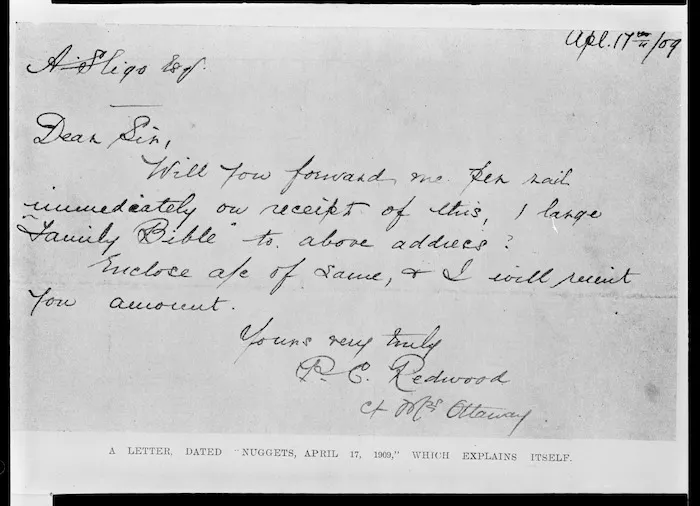 Apl. 17th/09
A. Sligo Esq.
Dear Sir,
Will you forward me per rail
immediately on receipt of this, 1 large
"Family Bible" to above address?
Enclose a/c of same, & I will remit
you amount.
Yours very truly
P. C. Redwood
c/ Mrs Ottaway.
A LETTER, DATED "NUGGETS, APRIL 17, 1909," WHICH EXPLAINS ITSELF.